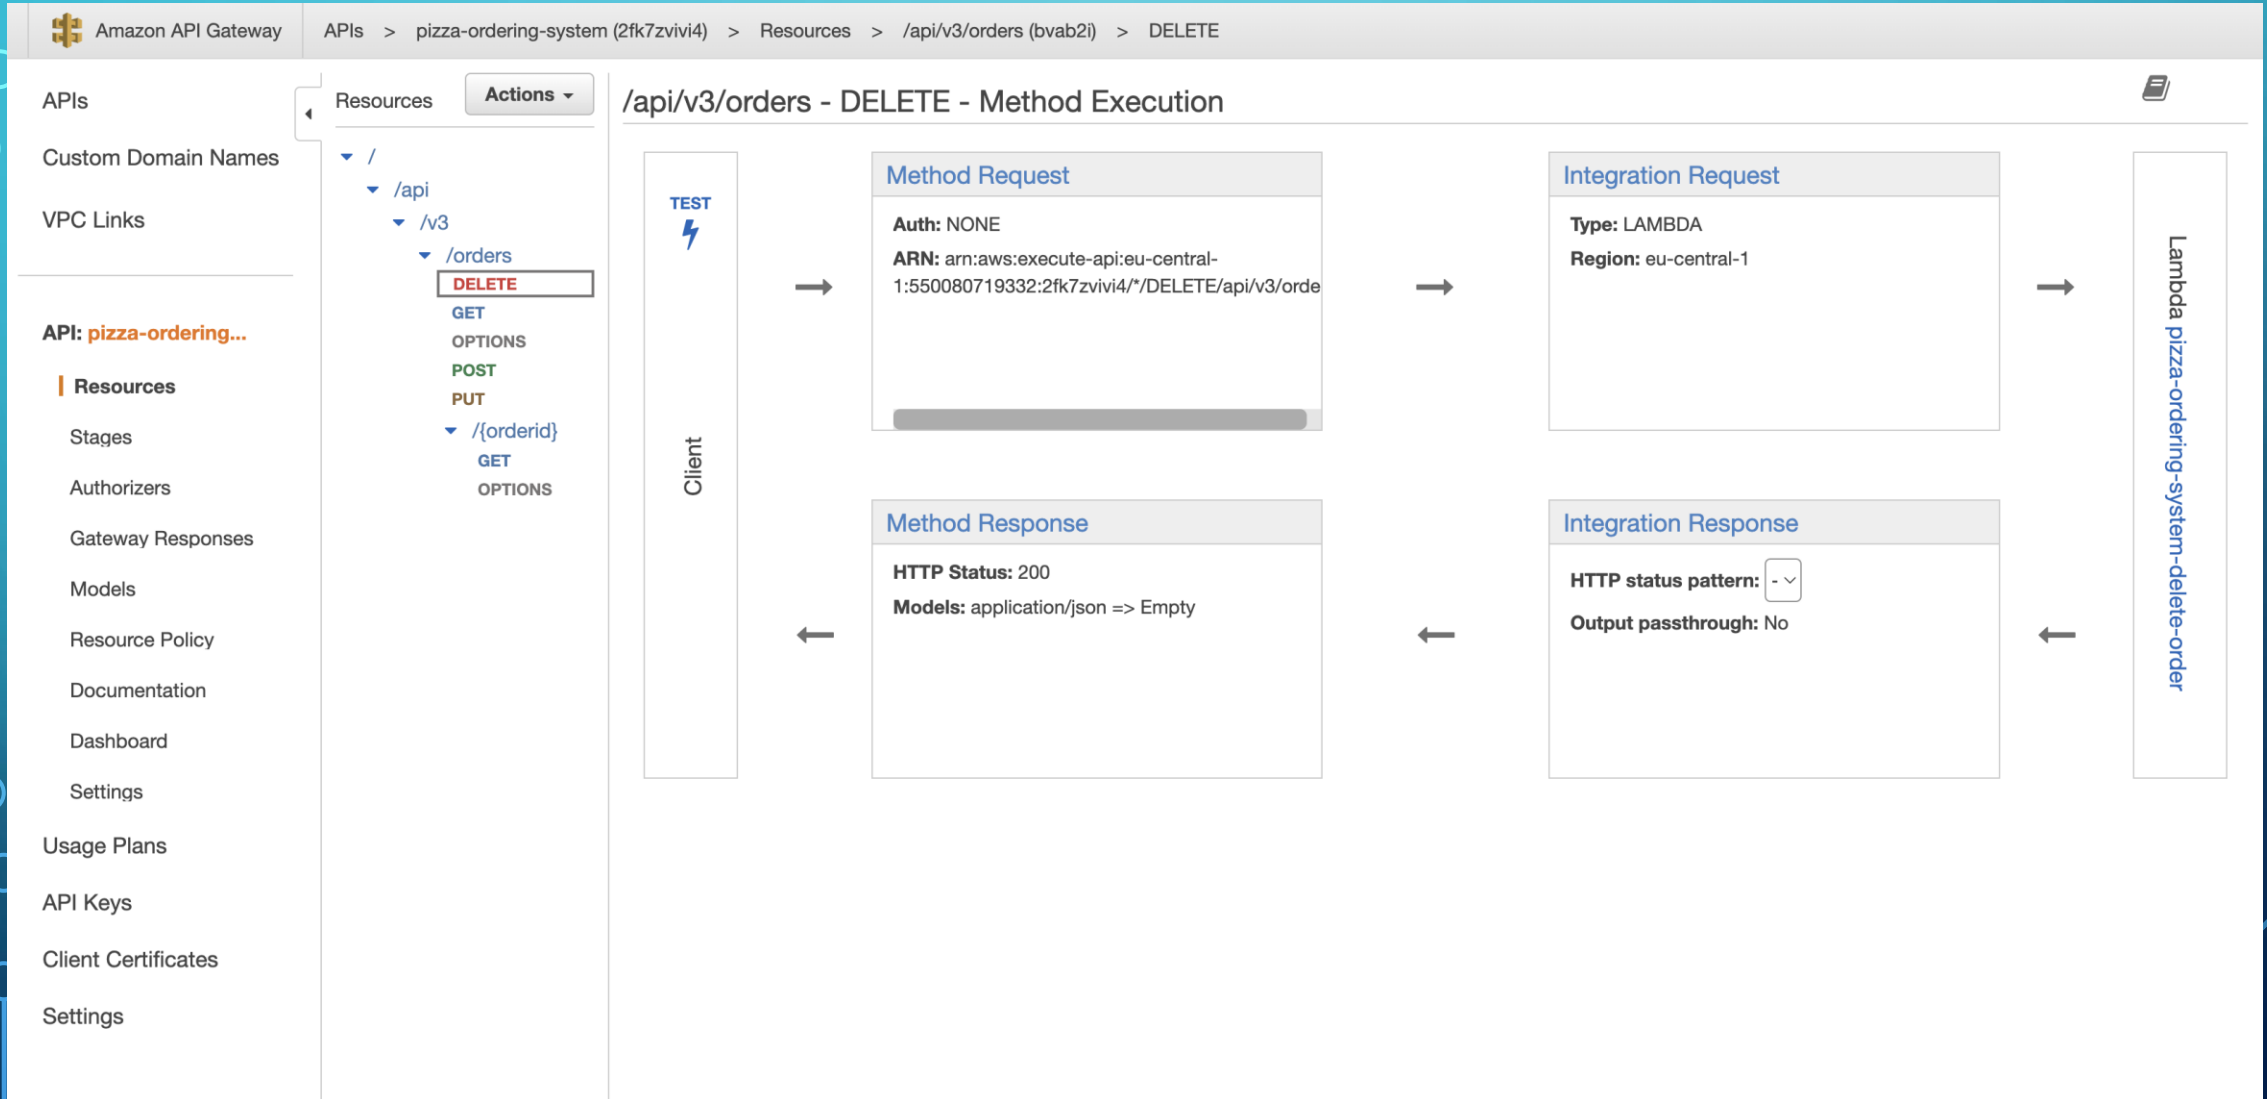 Amazon API Gateway
APIs > pizza-ordering-system (2fk7zvivi4) > Resources > /api/v3/orders (bvab2i) > DELETE
APIs
Custom Domain Names
VPC Links
API: pizza-ordering...
Resources
Stages
Authorizers
Gateway Responses
Models
Resource Policy
Documentation
Dashboard
Settings
Usage Plans
API Keys
Client Certificates
Settings
Resources
Actions
/
/api
/v3
/orders
DELETE
GET
OPTIONS
POST
PUT
/{orderid}
GET
OPTIONS
/api/v3/orders - DELETE - Method Execution
TEST
Client
Method Request
Auth: NONE
ARN: arn:aws:execute-api:eu-central-
1:550080719332:2fk7zvivi4/*/DELETE/api/v3/orde
Integration Request
Type: LAMBDA
Region: eu-central-1
Lambda pizza-ordering-system-delete-order
Method Response
HTTP Status: 200
Models: application/json => Empty
Integration Response
HTTP status pattern: -
Output passthrough: No